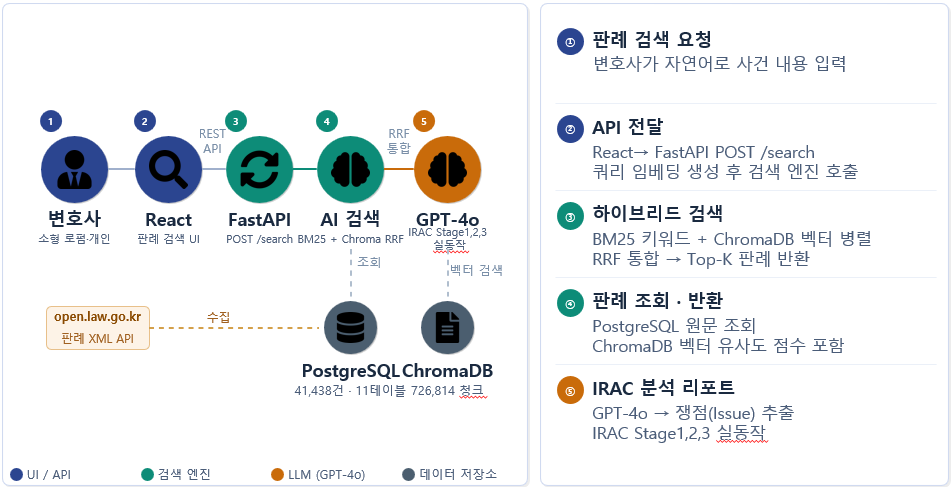 1
2
3
4
5
REST
API
RRF
통합
변호사
React
FastAPI
AI 검색
GPT-4o
소형 로펌·개인
판례 검색 UI
POST /search
BM25 + Chroma RRF
IRAC Stage1,2,3
실동작
조회
벡터 검색
open.law.go.kr
판례 XML API
수집
PostgreSQL
ChromaDB
41,438건 · 11테이블
726,814 청크
UI / API
검색 엔진
LLM (GPT-4o)
데이터 저장소
① 판례 검색 요청
변호사가 자연어로 사건 내용 입력
② API 전달
React→ FastAPI POST /search
쿼리 임베딩 생성 후 검색 엔진 호출
③ 하이브리드 검색
BM25 키워드 + ChromaDB 벡터 병렬
RRF 통합 → Top-K 판례 반환
④ 판례 조회 · 반환
PostgreSQL 원문 조회
ChromaDB 벡터 유사도 점수 포함
⑤ IRAC 분석 리포트
GPT-4o → 쟁점(Issue) 추출
IRAC Stage1,2,3 실동작